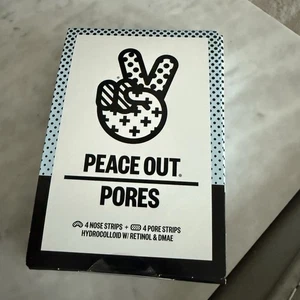 PEACE OUT®
PORES
4 NOSE STRIPS + 4 PORE STRIPS
HYDROCOLLOID W/ RETINOL & DMAE